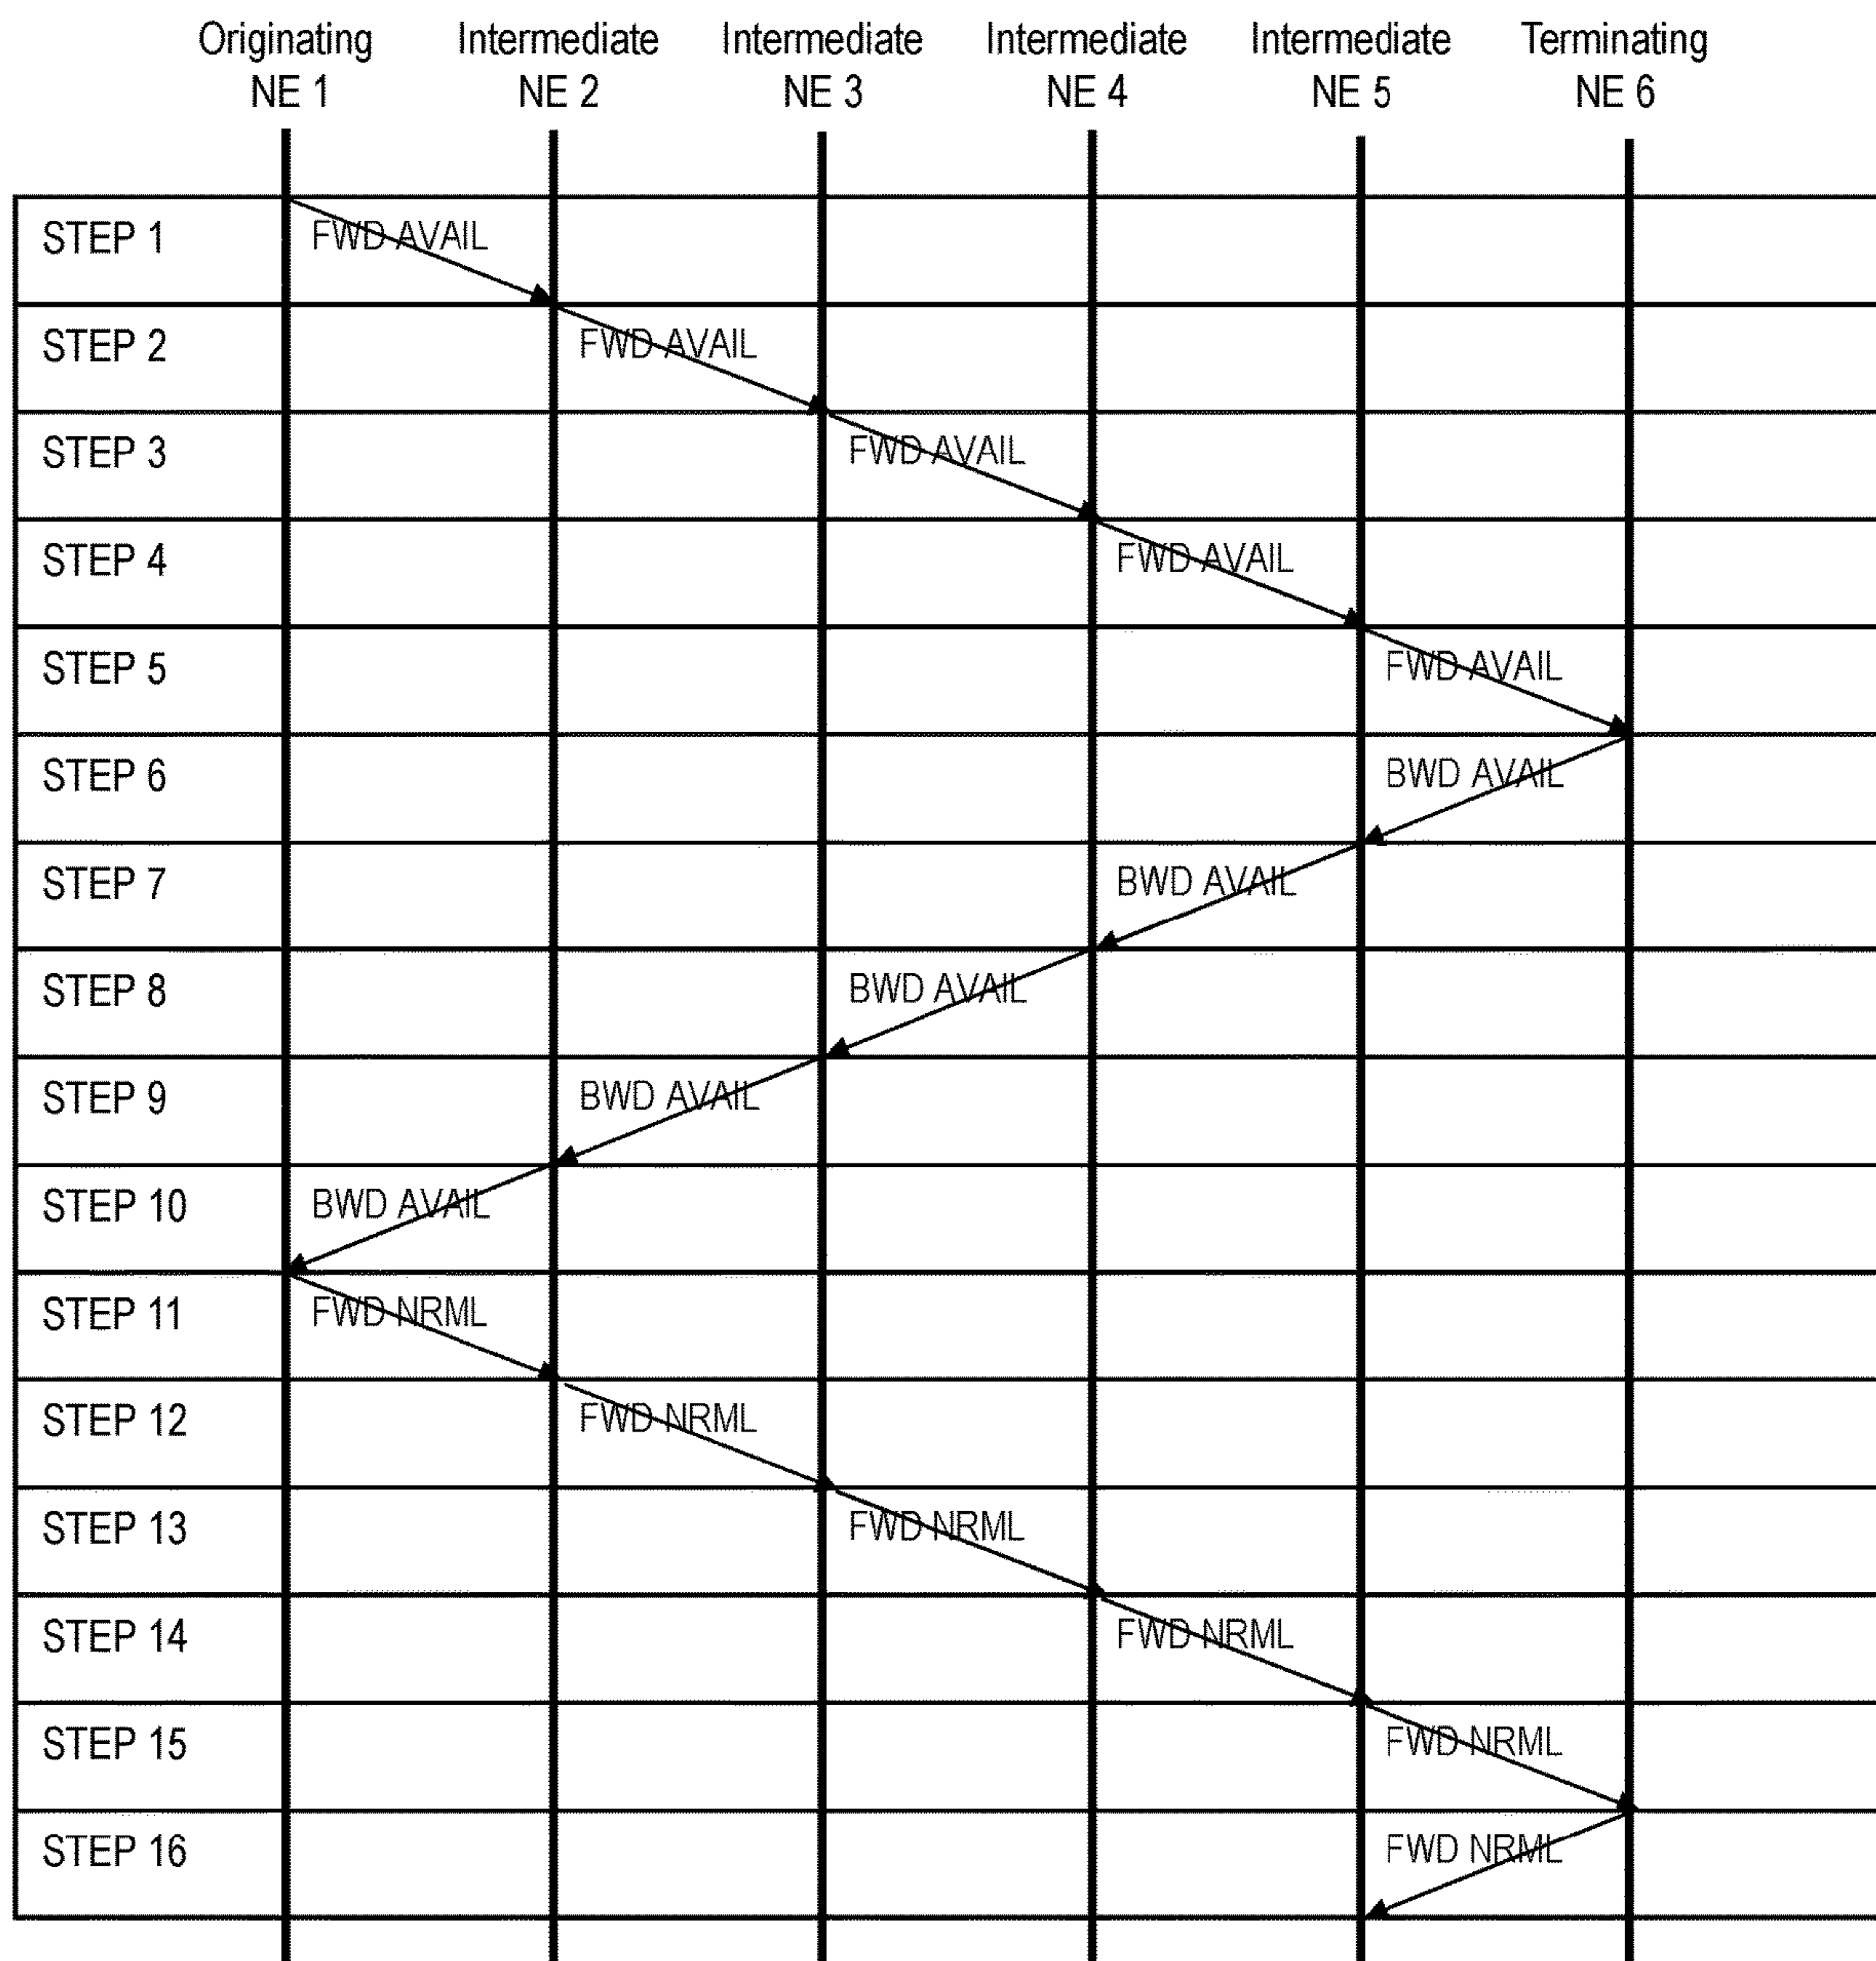 Originating Intermediate Intermediate Intermediate Intermediate Terminating
NE 1 NE 2 NE 3 NE 4 NE 5 NE 6
STEP 1 FWD AVAIL
STEP 2 FWD AVAIL
STEP 3 FWD AVAIL
STEP 4 FWD AVAIL
STEP 5 FWD AVAIL
STEP 6 BWD AVAIL
STEP 7 BWD AVAIL
STEP 8 BWD AVAIL
STEP 9 BWD AVAIL
STEP 10 BWD AVAIL
STEP 11 FWD NRML
STEP 12 FWD NRML
STEP 13 FWD NRML
STEP 14 FWD NRML
STEP 15 FWD NRML
STEP 16 FWD NRML